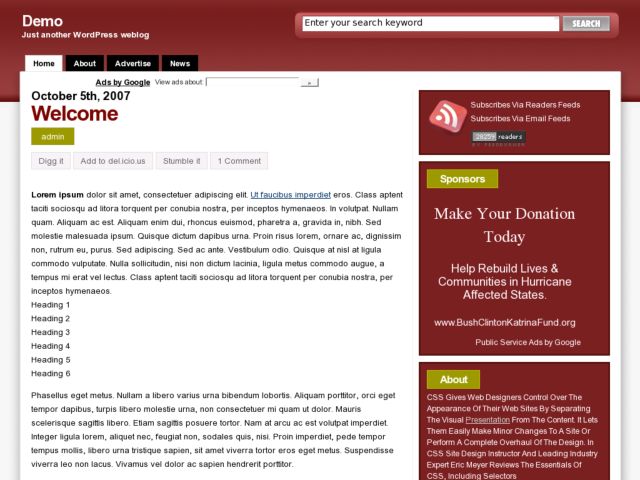 Demo
Just another WordPress weblog
Enter your search keyword
SEARCH
Home
About
Advertise
News
Ads by Google
View ads about:
»
October 5th, 2007
Welcome
admin
Digg it
Add to del.icio.us
Stumble it
1 Comment
Lorem ipsum dolor sit amet, consectetuer adipiscing elit. Ut faucibus imperdiet eros. Class aptent
taciti sociosqu ad litora torquent per conubia nostra, per inceptos hymenaeos. In volutpat. Nullam
quam. Aliquam ac est. Aliquam enim dui, rhoncus euismod, pharetra a, gravida in, nibh. Sed
molestie malesuada ipsum. Quisque dictum dapibus urna. Proin risus lorem, ornare ac, dignissim
non, rutrum eu, purus. Sed adipiscing. Sed ac ante. Vestibulum odio. Quisque at nisl at ligula
commodo vulputate. Nulla sollicitudin, nisi non dictum lacinia, ligula metus commodo augue, a
tempus mi erat vel lectus. Class aptent taciti sociosqu ad litora torquent per conubia nostra, per
inceptos hymenaeos.
Heading 1
Heading 2
Heading 3
Heading 4
Heading 5
Heading 6
Phasellus eget metus. Nullam a libero varius urna bibendum lobortis. Aliquam porttitor, orci eget
tempor dapibus, turpis libero molestie urna, non consectetuer mi quam ut dolor. Mauris
scelerisque sagittis libero. Etiam sagittis posuere tortor. Nam at arcu ac est volutpat imperdiet.
Integer ligula lorem, aliquet nec, feugiat non, sodales quis, nisi. Proin imperdiet, pede tempor
tempus mollis, libero urna tristique sapien, sit amet viverra tortor eros eget metus. Suspendisse
viverra leo non lacus. Vivamus vel dolor ac sapien hendrerit porttitor.
Subscribes Via Readers Feeds
Subscribes Via Email Feeds
28259 readers
BY FEEDBURNER
Sponsors
Make Your Donation
Today
Help Rebuild Lives &
Communities in Hurricane
Affected States.
www.BushClintonKatrinaFund.org
Public Service Ads by Google
About
CSS Gives Web Designers Control Over The
Appearance Of Their Web Sites By Separating
The Visual Presentation From The Content. It Lets
Them Easily Make Minor Changes To A Site Or
Perform A Complete Overhaul Of The Design. In
CSS Site Design Instructor And Leading Industry
Expert Eric Meyer Reviews The Essentials Of
CSS, Including Selectors